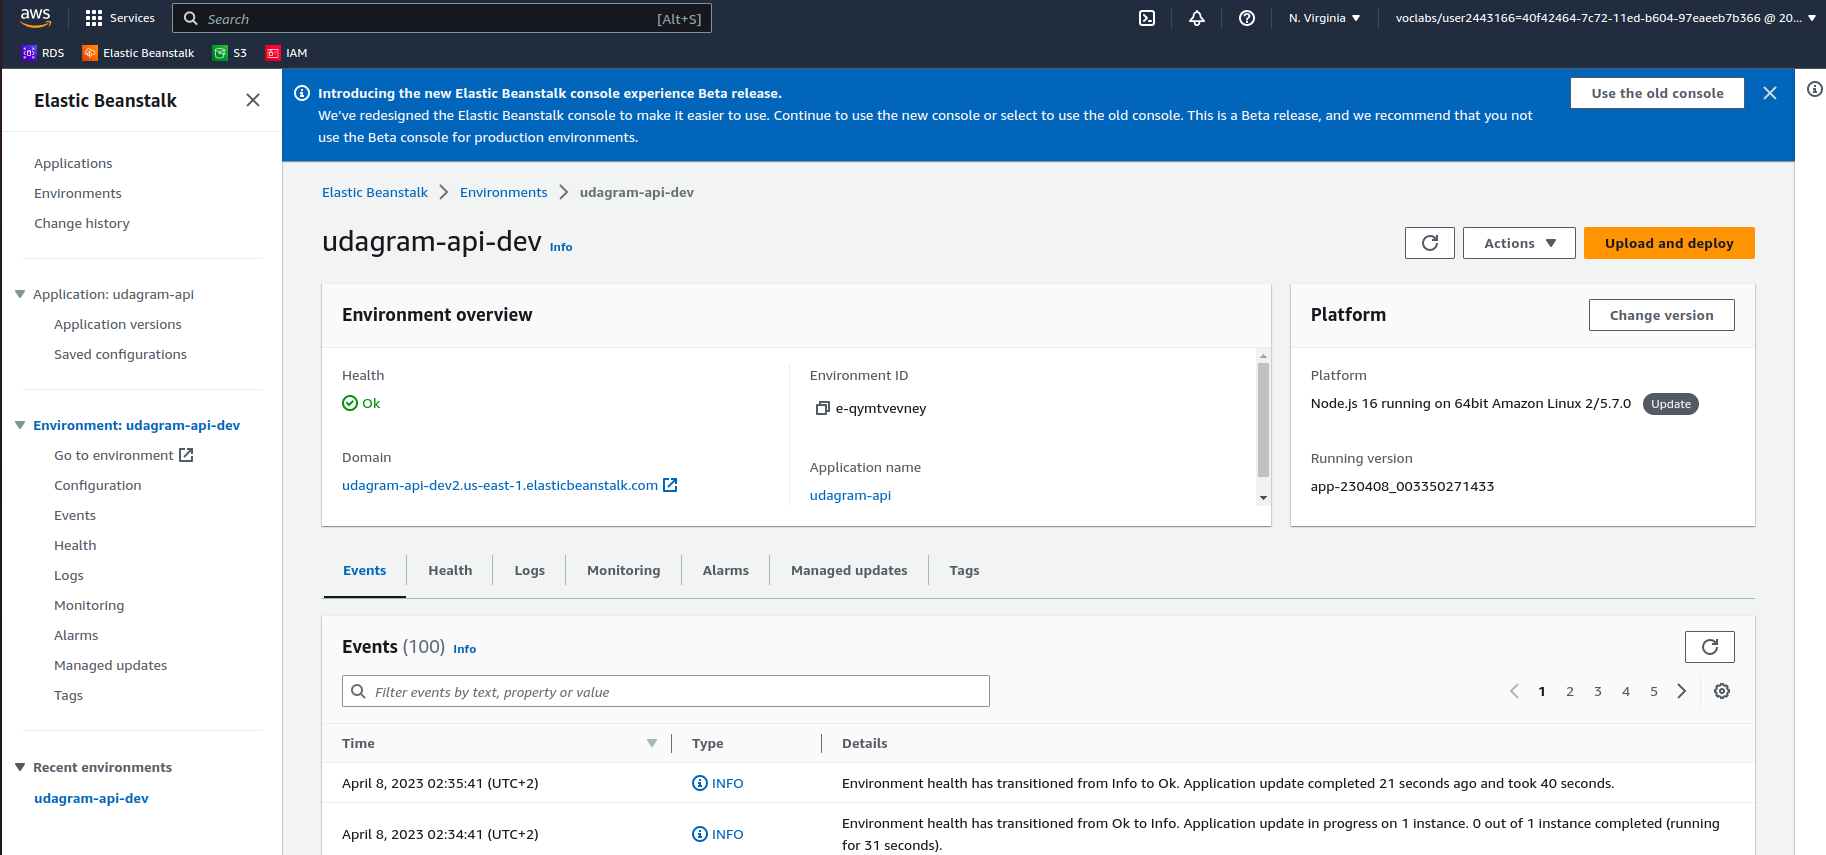 aws
Services
Search
[Alt+S]
N. Virginia
voclabs/user2443166=40f42464-7c72-11ed-b604-97eaeeb7b366 @ 20...
RDS
Elastic Beanstalk
S3
IAM
Elastic Beanstalk
Applications
Environments
Change history
Application: udagram-api
Application versions
Saved configurations
Environment: udagram-api-dev
Go to environment
Configuration
Events
Health
Logs
Monitoring
Alarms
Managed updates
Tags
Recent environments
udagram-api-dev
Introducing the new Elastic Beanstalk console experience Beta release.
We've redesigned the Elastic Beanstalk console to make it easier to use. Continue to use the new console or select to use the old console. This is a Beta release, and we recommend that you not
use the Beta console for production environments.
Use the old console
Elastic Beanstalk
Environments
udagram-api-dev
udagram-api-dev Info
Actions
Upload and deploy
Environment overview
Health
Ok
Domain
udagram-api-dev2.us-east-1.elasticbeanstalk.com
Environment ID
e-qymtvevney
Application name
udagram-api
Platform
Change version
Platform
Node.js 16 running on 64bit Amazon Linux 2/5.7.0
Update
Running version
app-230408_003350271433
Events
Health
Logs
Monitoring
Alarms
Managed updates
Tags
Events (100) Info
Filter events by text, property or value
1 2 3 4 5
Time
Type
Details
April 8, 2023 02:35:41 (UTC+2)
INFO
Environment health has transitioned from Info to Ok. Application update completed 21 seconds ago and took 40 seconds.
April 8, 2023 02:34:41 (UTC+2)
INFO
Environment health has transitioned from Ok to Info. Application update in progress on 1 instance. 0 out of 1 instance completed (running
for 31 seconds).